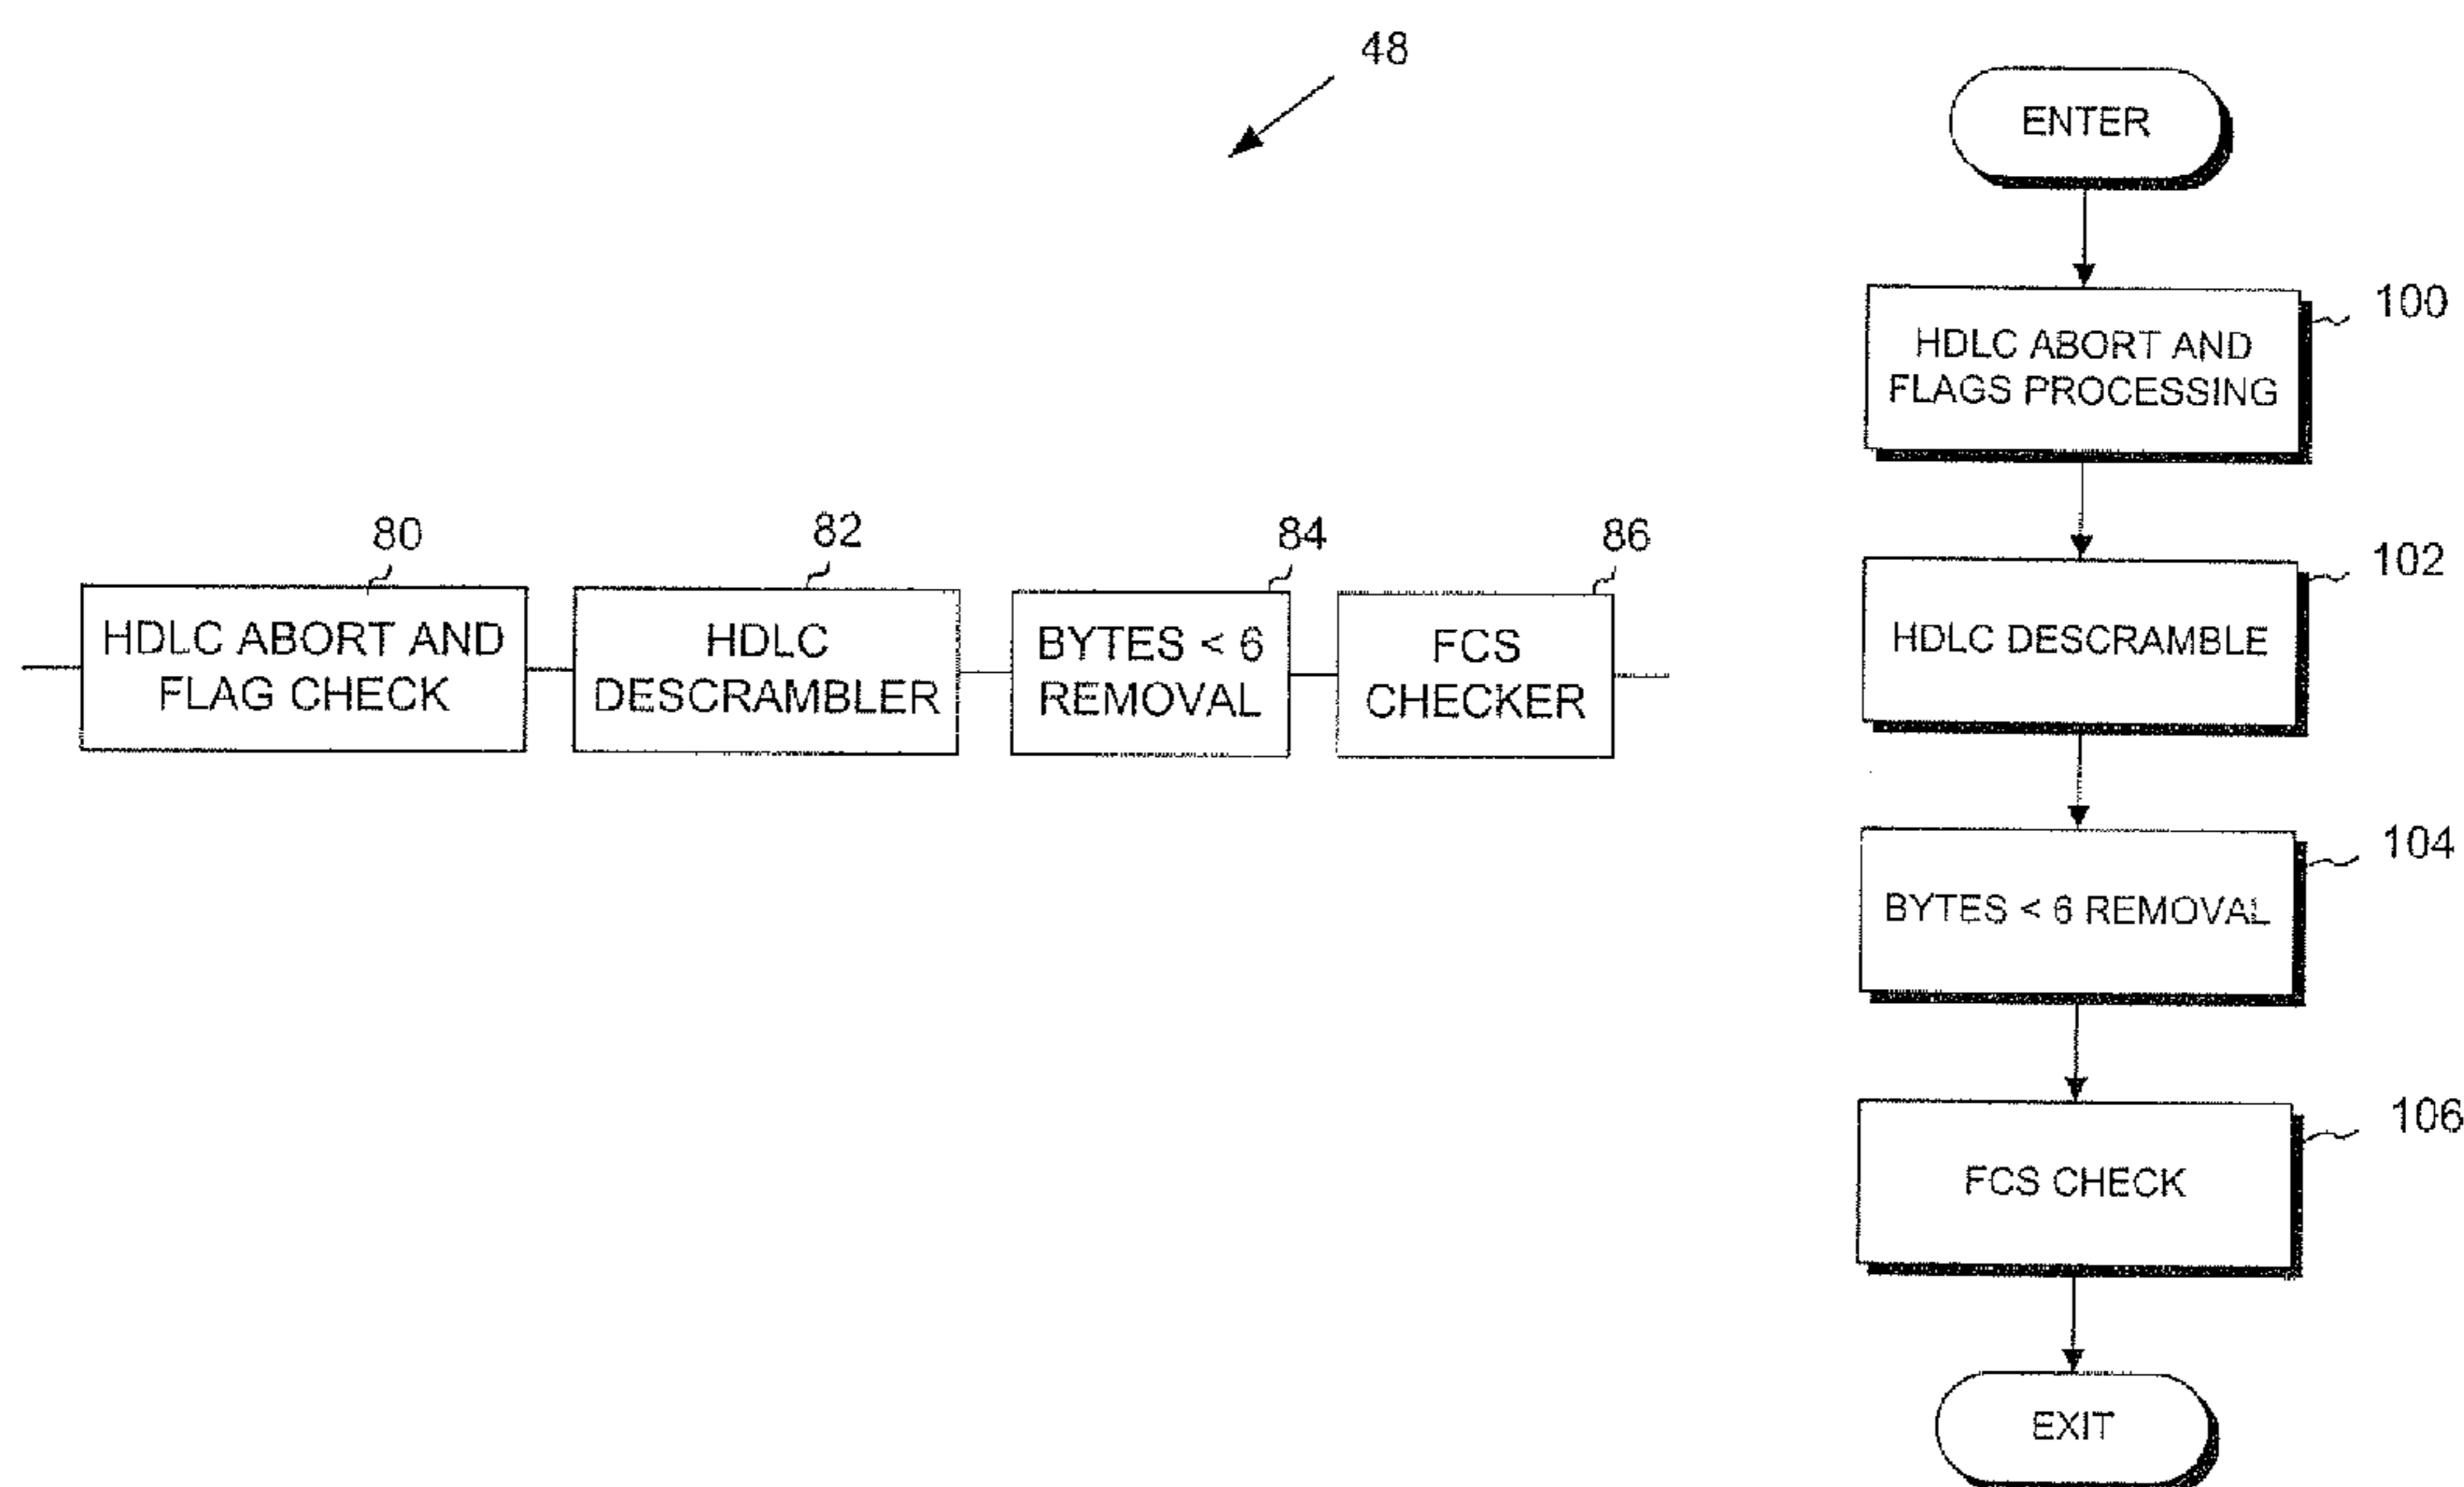 48
80
HDLC ABORT AND
FLAG CHECK
82
HDLC
DESCRAMBLER
84
BYTES < 6
REMOVAL
86
FCS
CHECKER
ENTER
100
HDLC ABORT AND
FLAGS PROCESSING
102
HDLC DESCRAMBLE
104
BYTES < 6 REMOVAL
106
FCS CHECK
EXIT